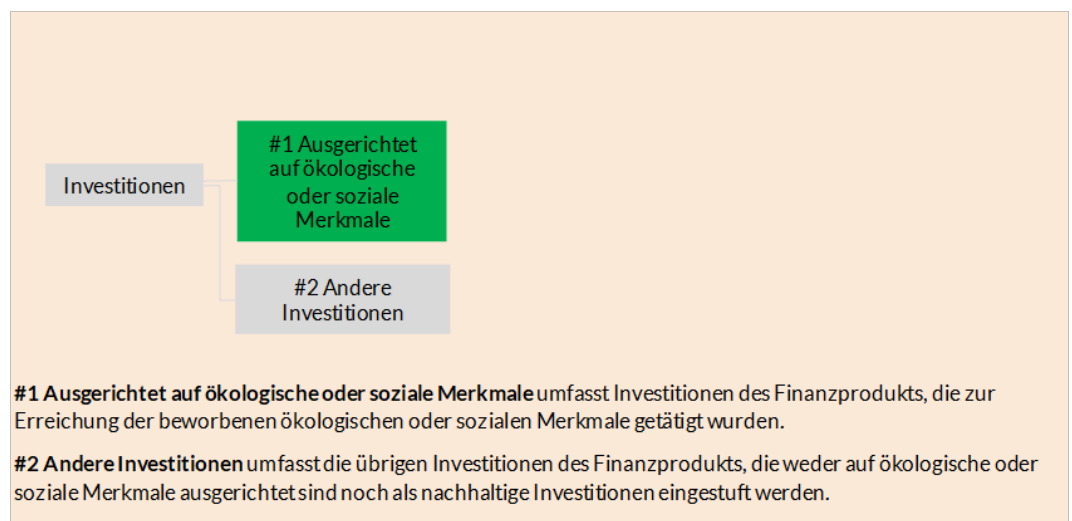 #1 Ausgerichtet
auf ökologische
oder soziale
Merkmale
Investitionen
#2 Andere
Investitionen
#1 Ausgerichtet auf ökologische oder soziale Merkmale umfasst Investitionen des Finanzprodukts, die zur
Erreichung der beworbenen ökologischen oder sozialen Merkmale getätigt wurden.
#2 Andere Investitionen umfasst die übrigen Investitionen des Finanzprodukts, die weder auf ökologische oder
soziale Merkmale ausgerichtet sind noch als nachhaltige Investitionen eingestuft werden.